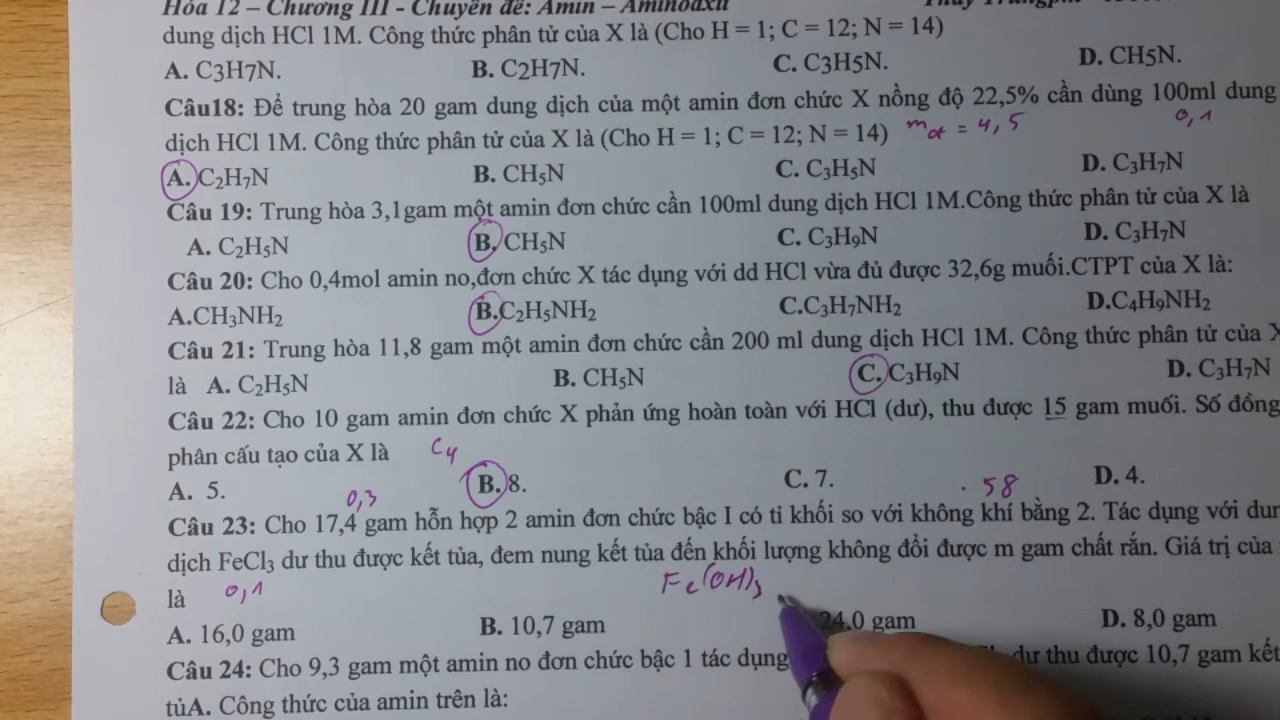 Hóa 12 – Chương III - Chuyên đề: Amin – Aminoaxit
dung dịch HCl 1M. Công thức phân tử của X là (Cho H = 1; C = 12; N = 14)
A. C3H7N. B. C2H7N. C. C3H5N. D. CH5N.
Câu18: Để trung hòa 20 gam dung dịch của một amin đơn chức X nồng độ 22,5% cần dùng 100ml dung
dịch HCl 1M. Công thức phân tử của X là (Cho H = 1; C = 12; N = 14) = 4,5 0,1
A. C₂H₇N B. CH₅N C. C₃H₅N D. C₃H₇N
Câu 19: Trung hòa 3,1gam một amin đơn chức cần 100ml dung dịch HCl 1M.Công thức phân tử của X là
A. C₂H₅N B. CH₅N C. C₃H₉N D. C₃H₇N
Câu 20: Cho 0,4mol amin no,đơn chức X tác dụng với dd HCl vừa đủ được 32,6g muối.CTPT của X là:
A.CH₃NH₂ B.C₂H₅NH₂ C.C₃H₇NH₂ D.C₄H₉NH₂
Câu 21: Trung hòa 11,8 gam một amin đơn chức cần 200 ml dung dịch HCl 1M. Công thức phân tử của X
là A. C₂H₅N B. CH₅N C. C₃H₉N D. C₃H₇N
Câu 22: Cho 10 gam amin đơn chức X phản ứng hoàn toàn với HCl (dư), thu được 15 gam muối. Số đồng
phân cấu tạo của X là C₄
A. 5. B. 8. C. 7. D. 4.
0,3 58
Câu 23: Cho 17,4 gam hỗn hợp 2 amin đơn chức bậc I có tỉ khối so với không khí bằng 2. Tác dụng với
dịch FeCl₃ dư thu được kết tủa, đem nung kết tủa đến khối lượng không đổi được m gam chất rắn. Giá trị của
là 0,1 Fe(OH)₃
A. 16,0 gam B. 10,7 gam 24,0 gam D. 8,0 gam
Câu 24: Cho 9,3 gam một amin no đơn chức bậc 1 tác dụng dư thu được 10,7 gam kết
tủA. Công thức của amin trên là: